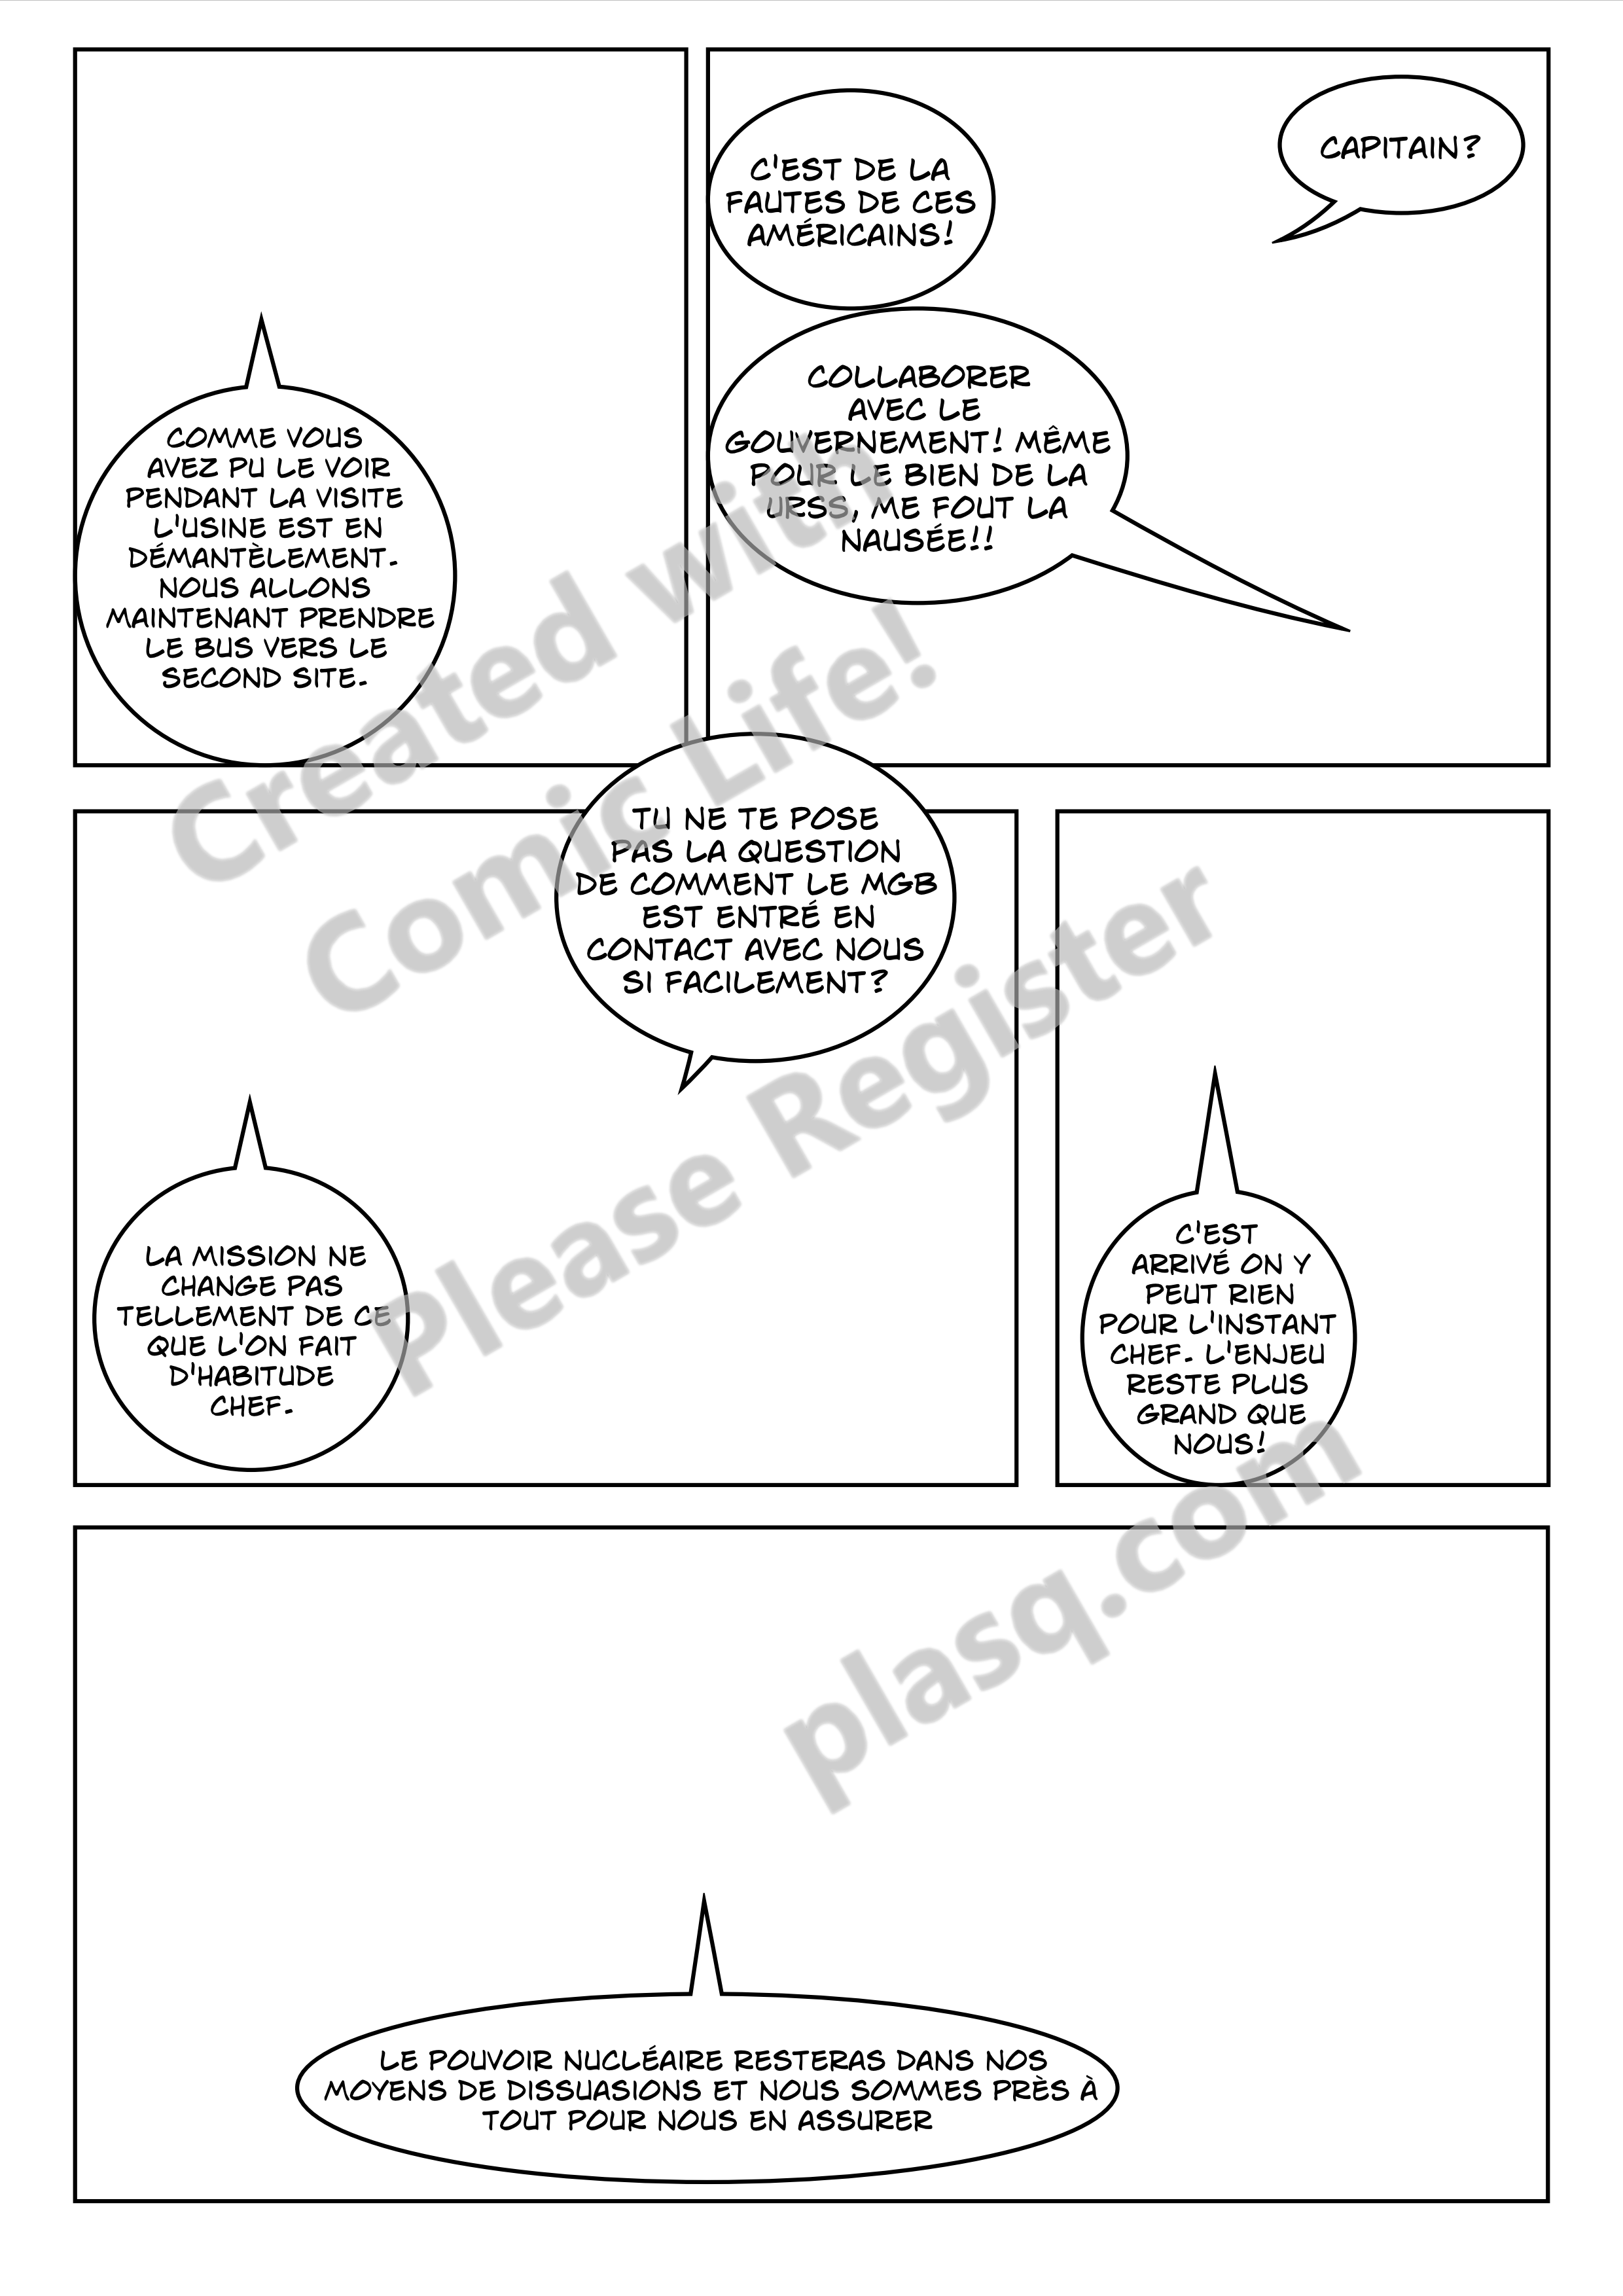 COMME VOUS
AVEZ PU LE VOIR
PENDANT LA VISITE
L'USINE EST EN
DÉMANTÈLEMENT.
NOUS ALLONS
MAINTENANT PRENDRE
LE BUS VERS LE
SECOND SITE.
C'EST DE LA
FAUTES DE CES
AMÉRICAINS!
CAPITAIN?
COLLABORER
AVEC LE
GOUVERNEMENT! MÊME
POUR LE BIEN DE LA
URSS, ME FOUT LA
NAUSÉE!!
TU NE TE POSE
PAS LA QUESTION
DE COMMENT LE MGB
EST ENTRÉ EN
CONTACT AVEC NOUS
SI FACILEMENT?
LA MISSION NE
CHANGE PAS
TELLEMENT DE CE
QUE L'ON FAIT
D'HABITUDE
CHEF.
C'EST
ARRIVÉ ON Y
PEUT RIEN
POUR L'INSTANT
CHEF. L'ENJEU
RESTE PLUS
GRAND QUE
NOUS!
LE POUVOIR NUCLÉAIRE RESTERAS DANS NOS
MOYENS DE DISSUASIONS ET NOUS SOMMES PRÈS À
TOUT POUR NOUS EN ASSURER
Created with
Comic Life!
Please Register
plasq.com